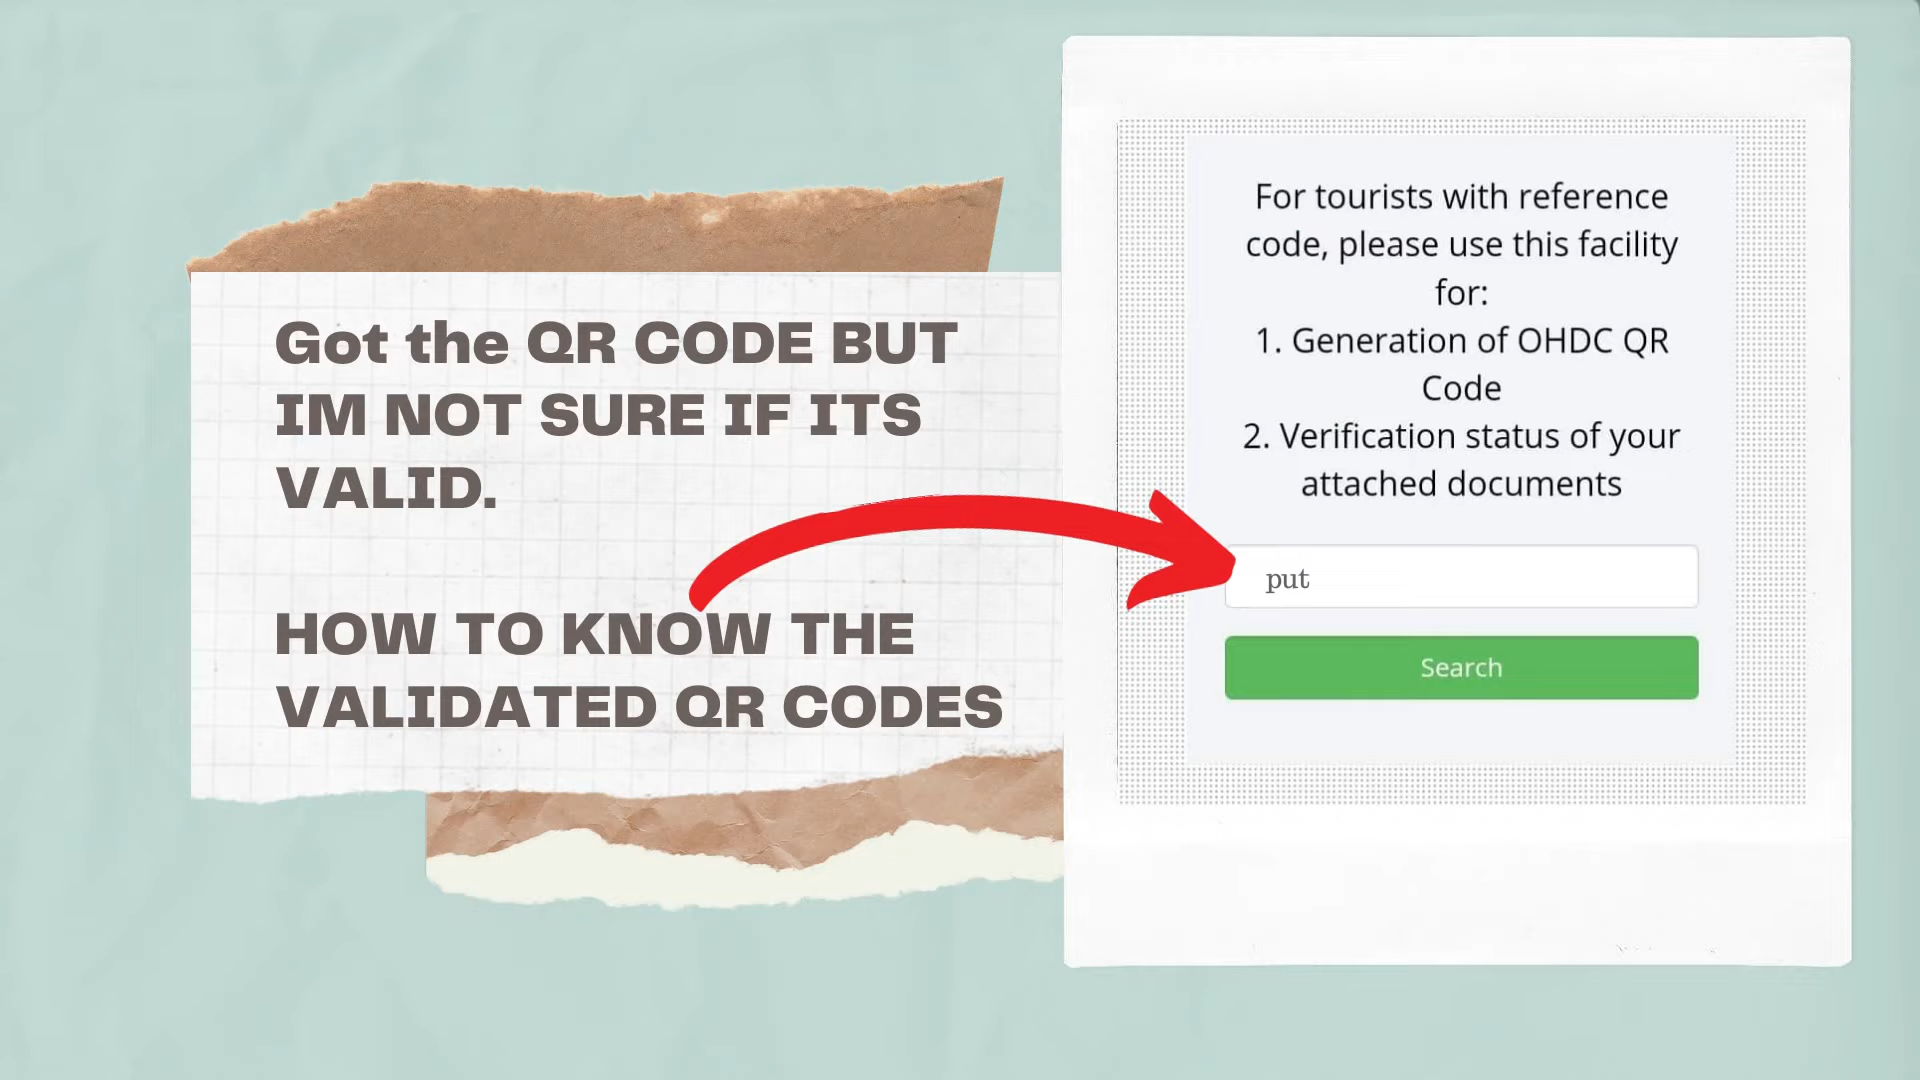 Got the QR CODE BUT
IM NOT SURE IF ITS
VALID.
HOW TO KNOW THE
VALIDATED QR CODES
For tourists with reference
code, please use this facility
for:
1. Generation of OHDC QR
Code
2. Verification status of your
attached documents
put
Search